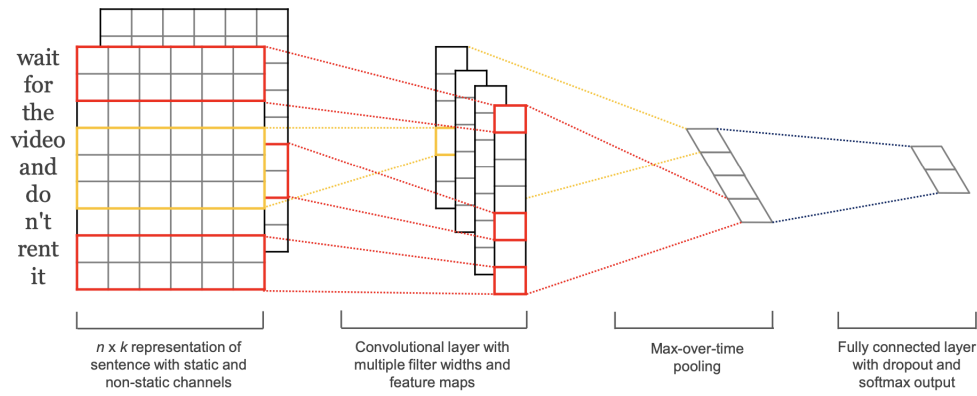 wait
for
the
video
and
do
n't
rent
it
n x k representation of
sentence with static and
non-static channels
Convolutional layer with
multiple filter widths and
feature maps
Max-over-time
pooling
Fully connected layer
with dropout and
softmax output